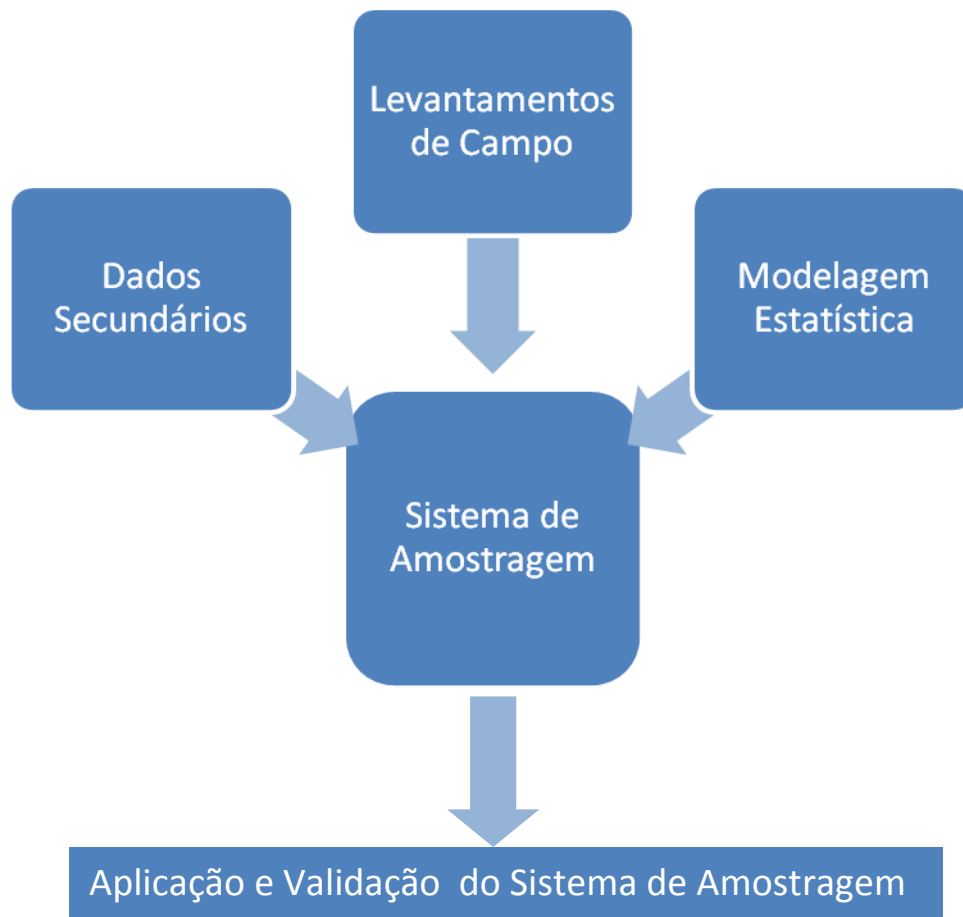 Levantamentos
de Campo
Dados
Secundários
Modelagem
Estatística
Sistema de
Amostragem
Aplicação e Validação do Sistema de Amostragem